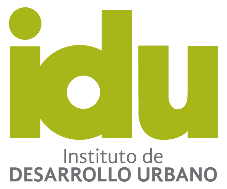 idu
Instituto de
DESARROLLO URBANO